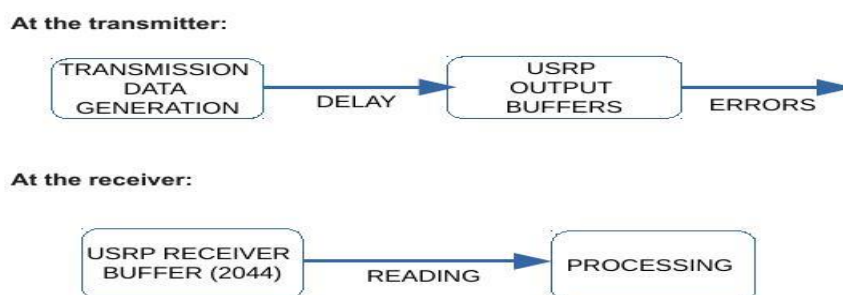 At the transmitter:
TRANSMISSION
DATA
GENERATION
DELAY
USRP
OUTPUT
BUFFERS
ERRORS
At the receiver:
USRP RECEIVER
BUFFER (2044)
READING
PROCESSING